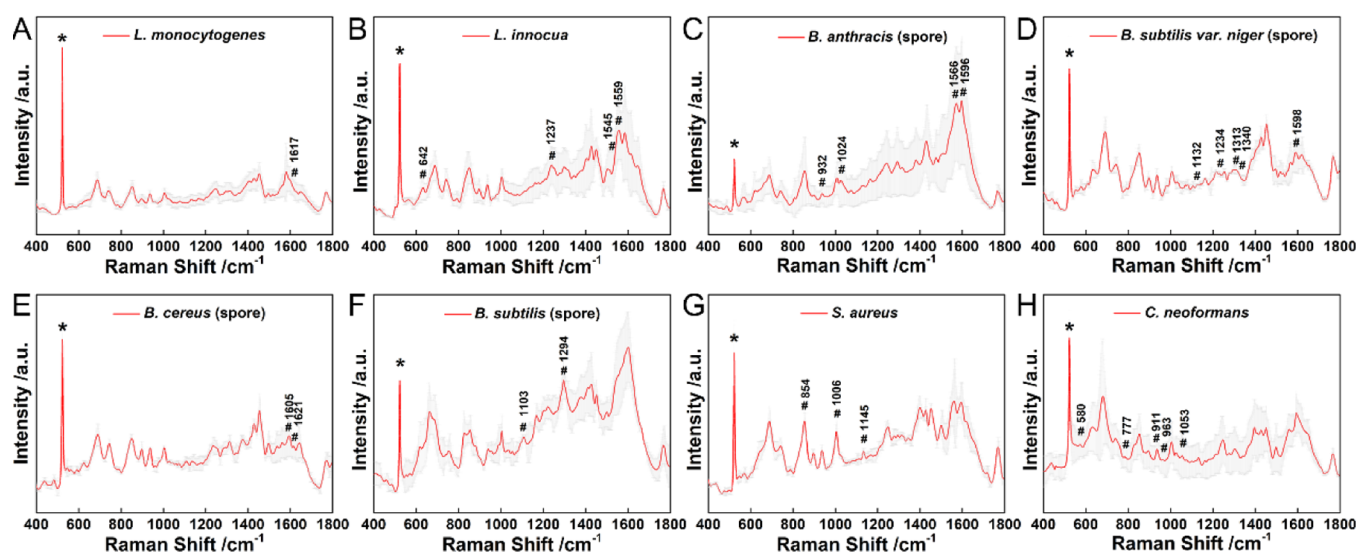 A
* L. monocytogenes
# 1617
Intensity /a.u.
400 600 800 1000 1200 1400 1600 1800
Raman Shift /cm⁻¹
B
* L. innocua
# 642
# 1237
# 1545
# 1559
Intensity /a.u.
400 600 800 1000 1200 1400 1600 1800
Raman Shift /cm⁻¹
C
* B. anthracis (spore)
# 932
# 1024
# 1566
# 1596
Intensity /a.u.
400 600 800 1000 1200 1400 1600 1800
Raman Shift /cm⁻¹
D
* B. subtilis var. niger (spore)
# 1132
# 1234
# 1313
# 1340
# 1598
Intensity /a.u.
400 600 800 1000 1200 1400 1600 1800
Raman Shift /cm⁻¹
E
* B. cereus (spore)
# 1605
# 1621
Intensity /a.u.
400 600 800 1000 1200 1400 1600 1800
Raman Shift /cm⁻¹
F
* B. subtilis (spore)
# 1103
# 1294
Intensity /a.u.
400 600 800 1000 1200 1400 1600 1800
Raman Shift /cm⁻¹
G
* S. aureus
# 854
# 1006
# 1145
Intensity /a.u.
400 600 800 1000 1200 1400 1600 1800
Raman Shift /cm⁻¹
H
* C. neoformans
# 580
# 777
# 911
# 963
# 1053
Intensity /a.u.
400 600 800 1000 1200 1400 1600 1800
Raman Shift /cm⁻¹